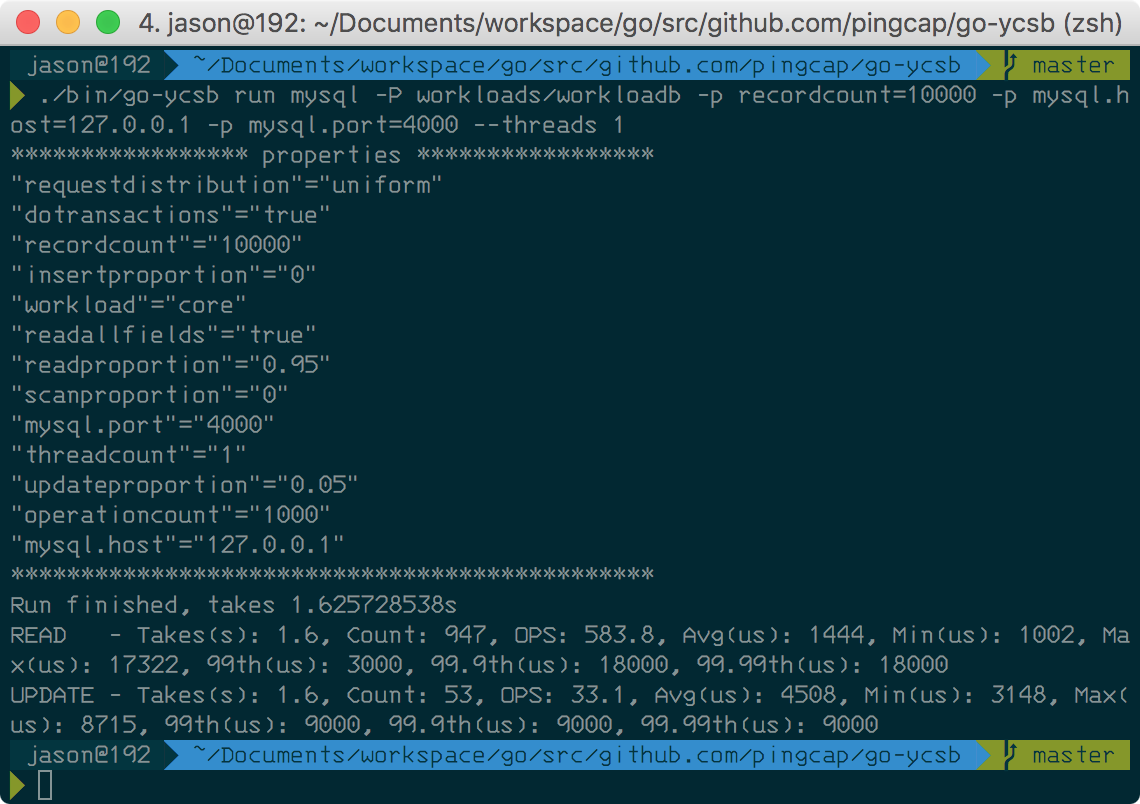 4. jason@192: ~/Documents/workspace/go/src/github.com/pingcap/go-ycsb (zsh)
jason@192 ~/Documents/workspace/go/src/github.com/pingcap/go-ycsb master
./bin/go-ycsb run mysql -P workloads/workloadb -p recordcount=10000 -p mysql.h
ost=127.0.0.1 -p mysql.port=4000 --threads 1
***************** properties *****************
"requestdistribution"="uniform"
"dotransactions"="true"
"recordcount"="10000"
"insertproportion"="0"
"workload"="core"
"readallfields"="true"
"readproportion"="0.95"
"scanproportion"="0"
"mysql.port"="4000"
"threadcount"="1"
"updateproportion"="0.05"
"operationcount"="1000"
"mysql.host"="127.0.0.1"
**********************************************
Run finished, takes 1.625728538s
READ   - Takes(s): 1.6, Count: 947, OPS: 583.8, Avg(us): 1444, Min(us): 1002, Ma
x(us): 17322, 99th(us): 3000, 99.9th(us): 18000, 99.99th(us): 18000
UPDATE - Takes(s): 1.6, Count: 53, OPS: 33.1, Avg(us): 4508, Min(us): 3148, Max(
us): 8715, 99th(us): 9000, 99.9th(us): 9000, 99.99th(us): 9000
jason@192 ~/Documents/workspace/go/src/github.com/pingcap/go-ycsb master